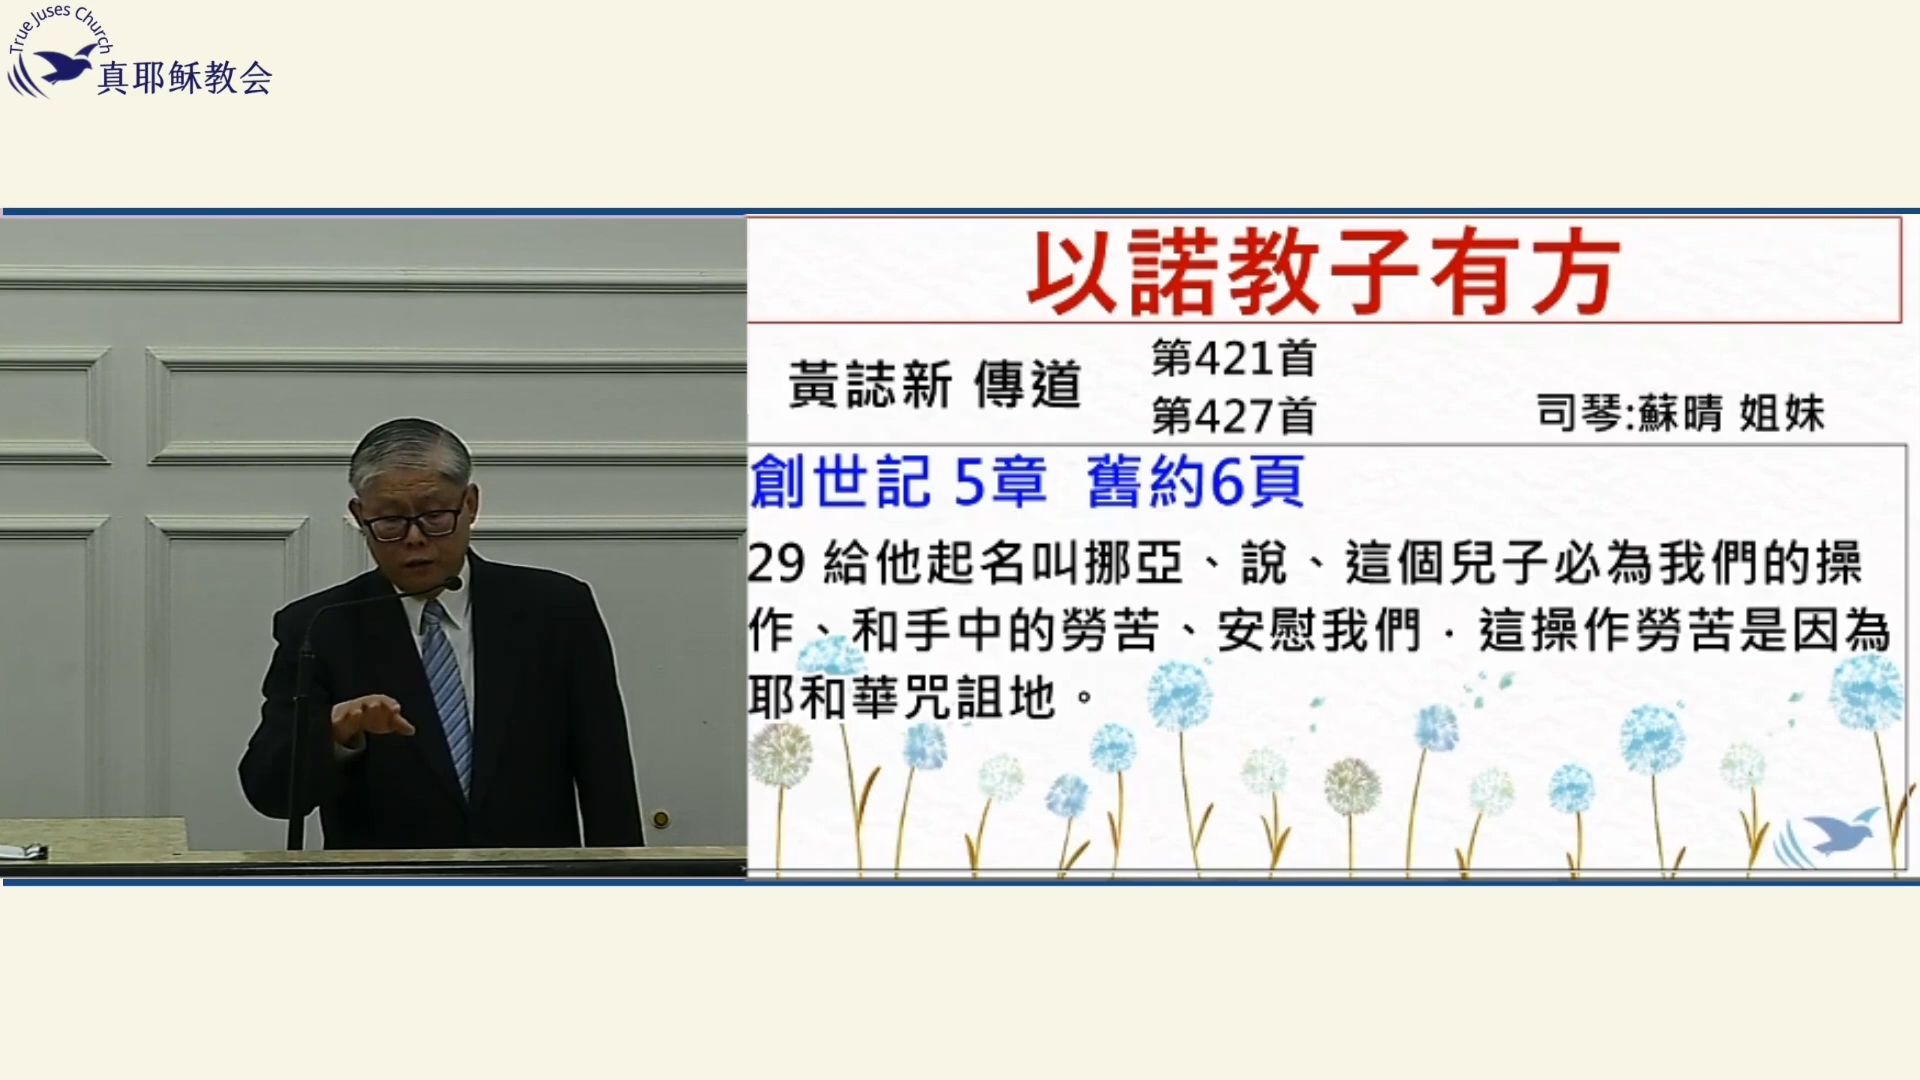 True Juses Church
真耶稣教会
以諾教子有方
黃誌新 傳道
第421首
第427首
司琴:蘇晴 姐妹
創世記 5章 舊約6頁
29 給他起名叫挪亞、說、這個兒子必為我們的操
作、和手中的勞苦、安慰我們．這操作勞苦是因為
耶和華咒詛地。